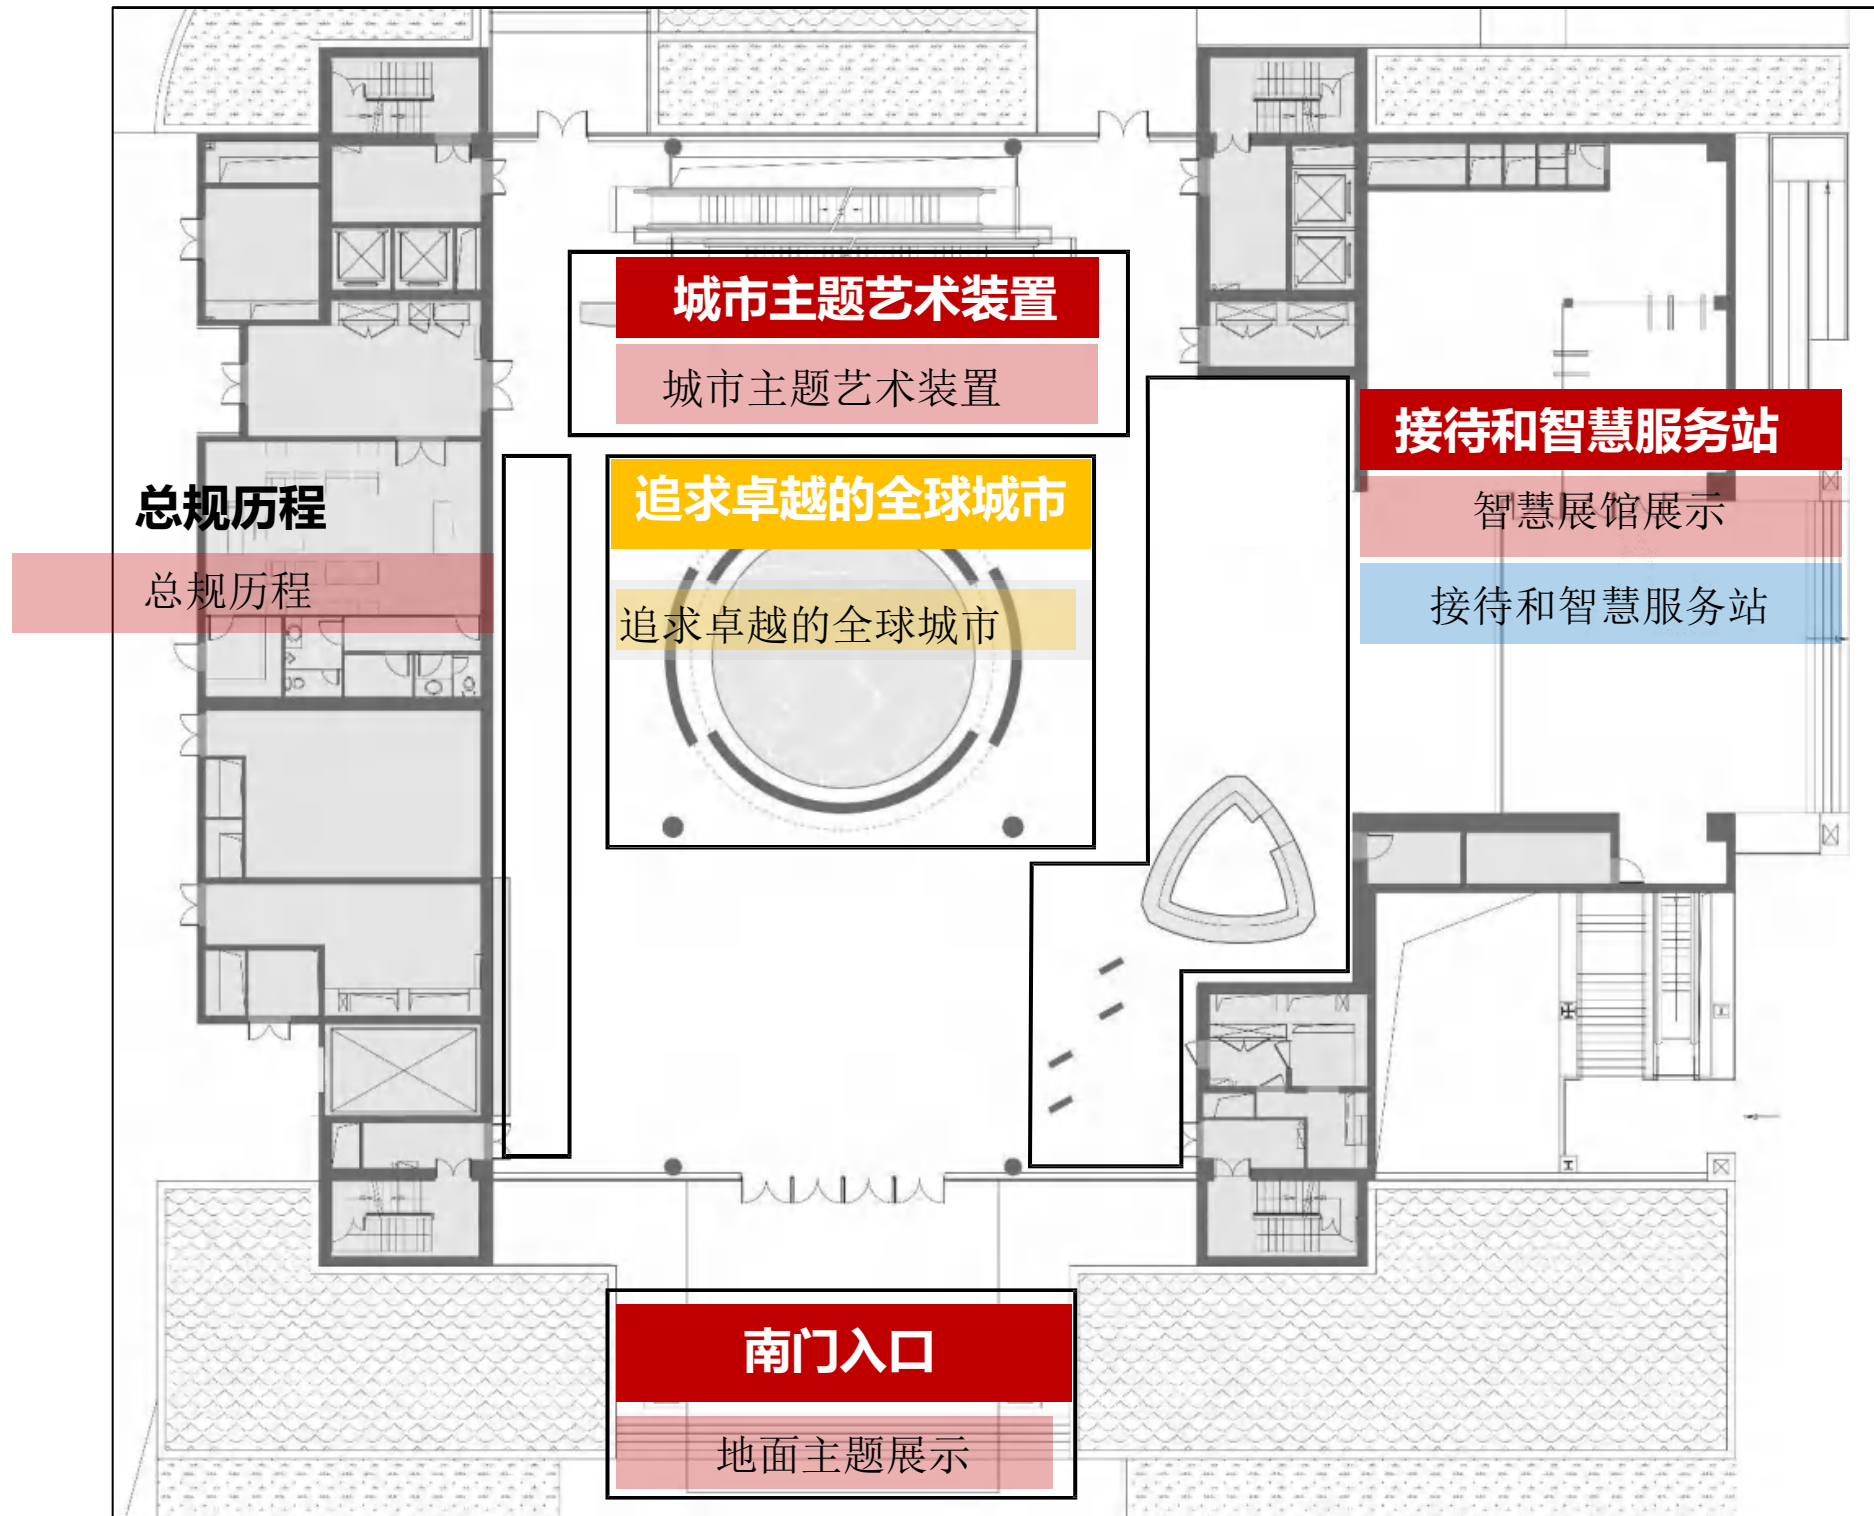 城市主题艺术装置
城市主题艺术装置
接待和智慧服务站
智慧展馆展示
接待和智慧服务站
总规历程
总规历程
追求卓越的全球城市
追求卓越的全球城市
南门入口
地面主题展示